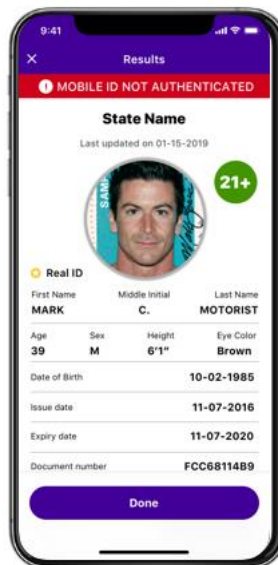 9:41
Results
MOBILE ID NOT AUTHENTICATED
State Name
Last updated on 01-15-2019
SAMP
21+
Real ID
First Name Middle Initial Last Name
MARK C. MOTORIST
Age Sex Height Eye Color
39 M 6'1" Brown
Date of Birth 10-02-1985
Issue date 11-07-2016
Expiry date 11-07-2020
Document number FCC68114B9
Done